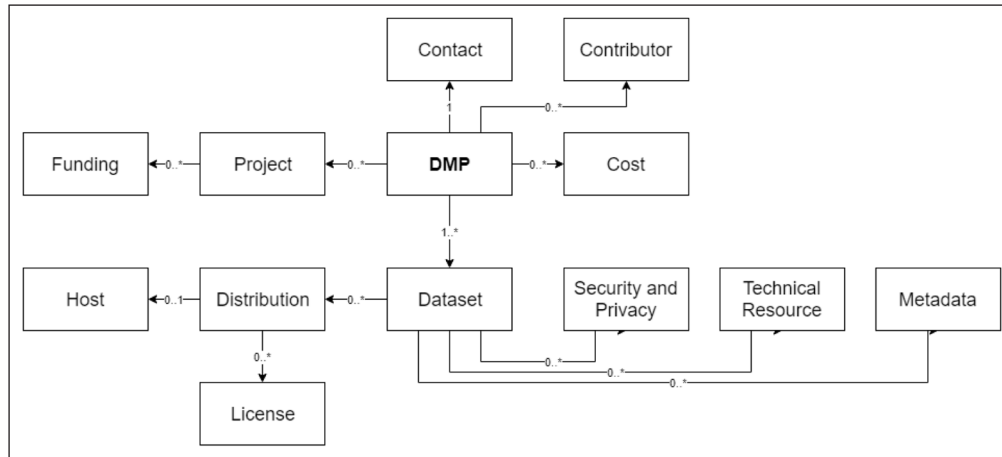 Contact
Contributor
1
0..*
Funding
0..*
Project
0..*
DMP
0..*
Cost
1..*
Host
0..1
Distribution
0..*
Dataset
Security and
Privacy
Technical
Resource
Metadata
0..*
0..*
0..*
0..*
License